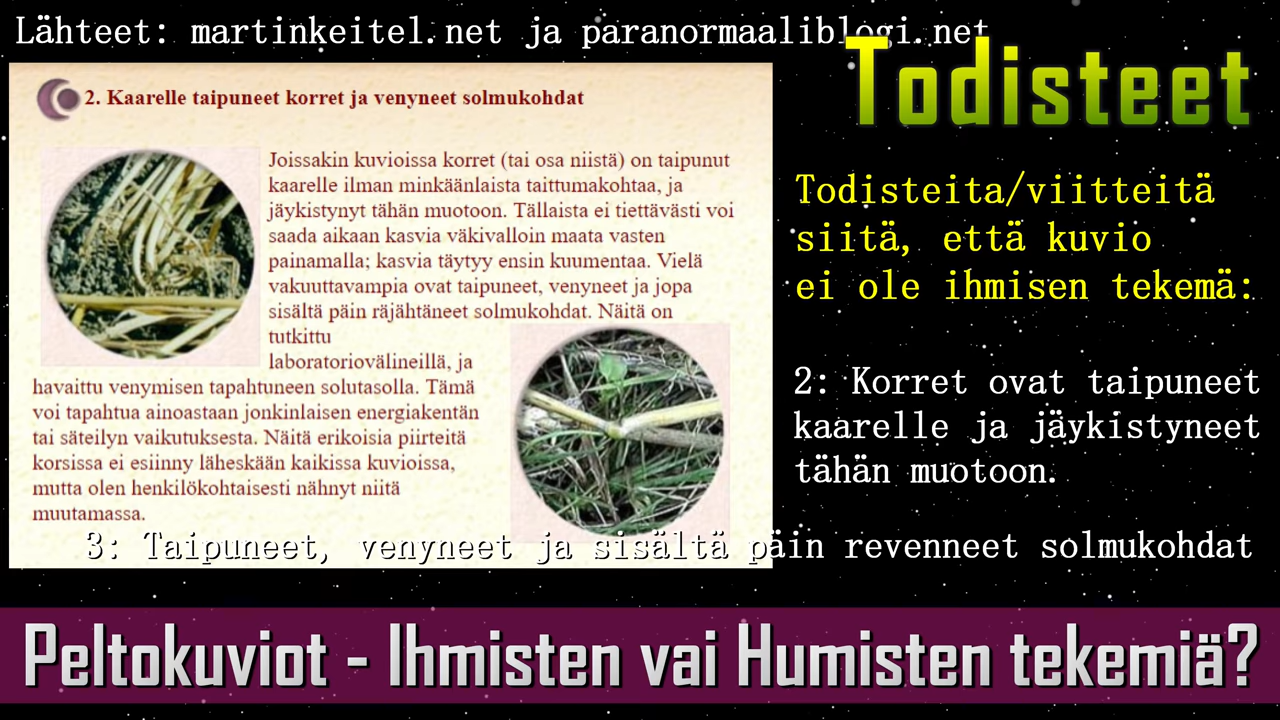 Lähteet: martinkeitel.net ja paranormaaliblogi.net
Todisteet
2. Kaarelle taipuneet korret ja venyneet solmukohdat
Joissakin kuvioissa korret (tai osa niistä) on taipunut
kaarelle ilman minkäänlaista taittumakohtaa, ja
jäykistynyt tähän muotoon. Tällaista ei tiettävästi voi
saada aikaan kasvia väkivalloin maata vasten
painamalla; kasvia täytyy ensin kuumentaa. Vielä
vakuuttavampia ovat taipuneet, venyneet ja jopa
sisältä päin räjähtäneet solmukohdat. Näitä on
tutkittu
laboratoriovälineillä, ja
havaittu venymisen tapahtuneen solutasolla. Tämä
voi tapahtua ainoastaan jonkinlaisen energiakentän
tai säteilyn vaikutuksesta. Näitä erikoisia piirteitä
korsissa ei esiinny läheskään kaikissa kuvioissa,
mutta olen henkilökohtaisesti nähnyt niitä
muutamassa.
Todisteita/viitteitä
siitä, että kuvio
ei ole ihmisen tekemä:
2: Korret ovat taipuneet
kaarelle ja jäykistyneet
tähän muotoon.
3: Taipuneet, venyneet ja sisältä päin revenneet solmukohdat
Peltokuviot - Ihmisten vai Humisten tekemiä?